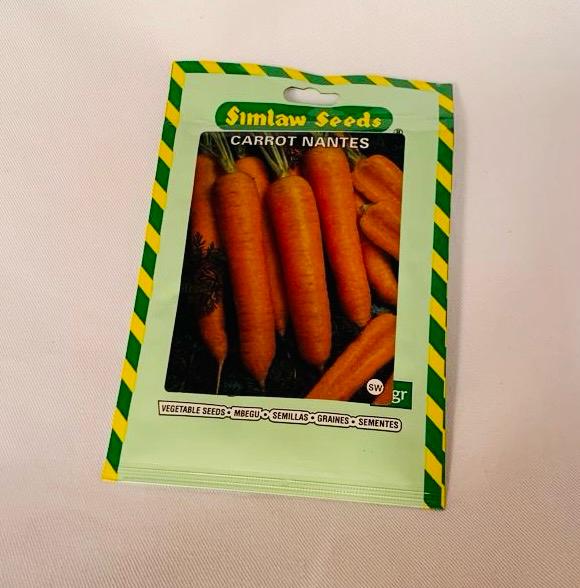 Simlaw Seeds
CARROT NANTES
SW
gr
VEGETABLE SEEDS • MBEGU • SEMILLAS • GRAINES • SEMENTES